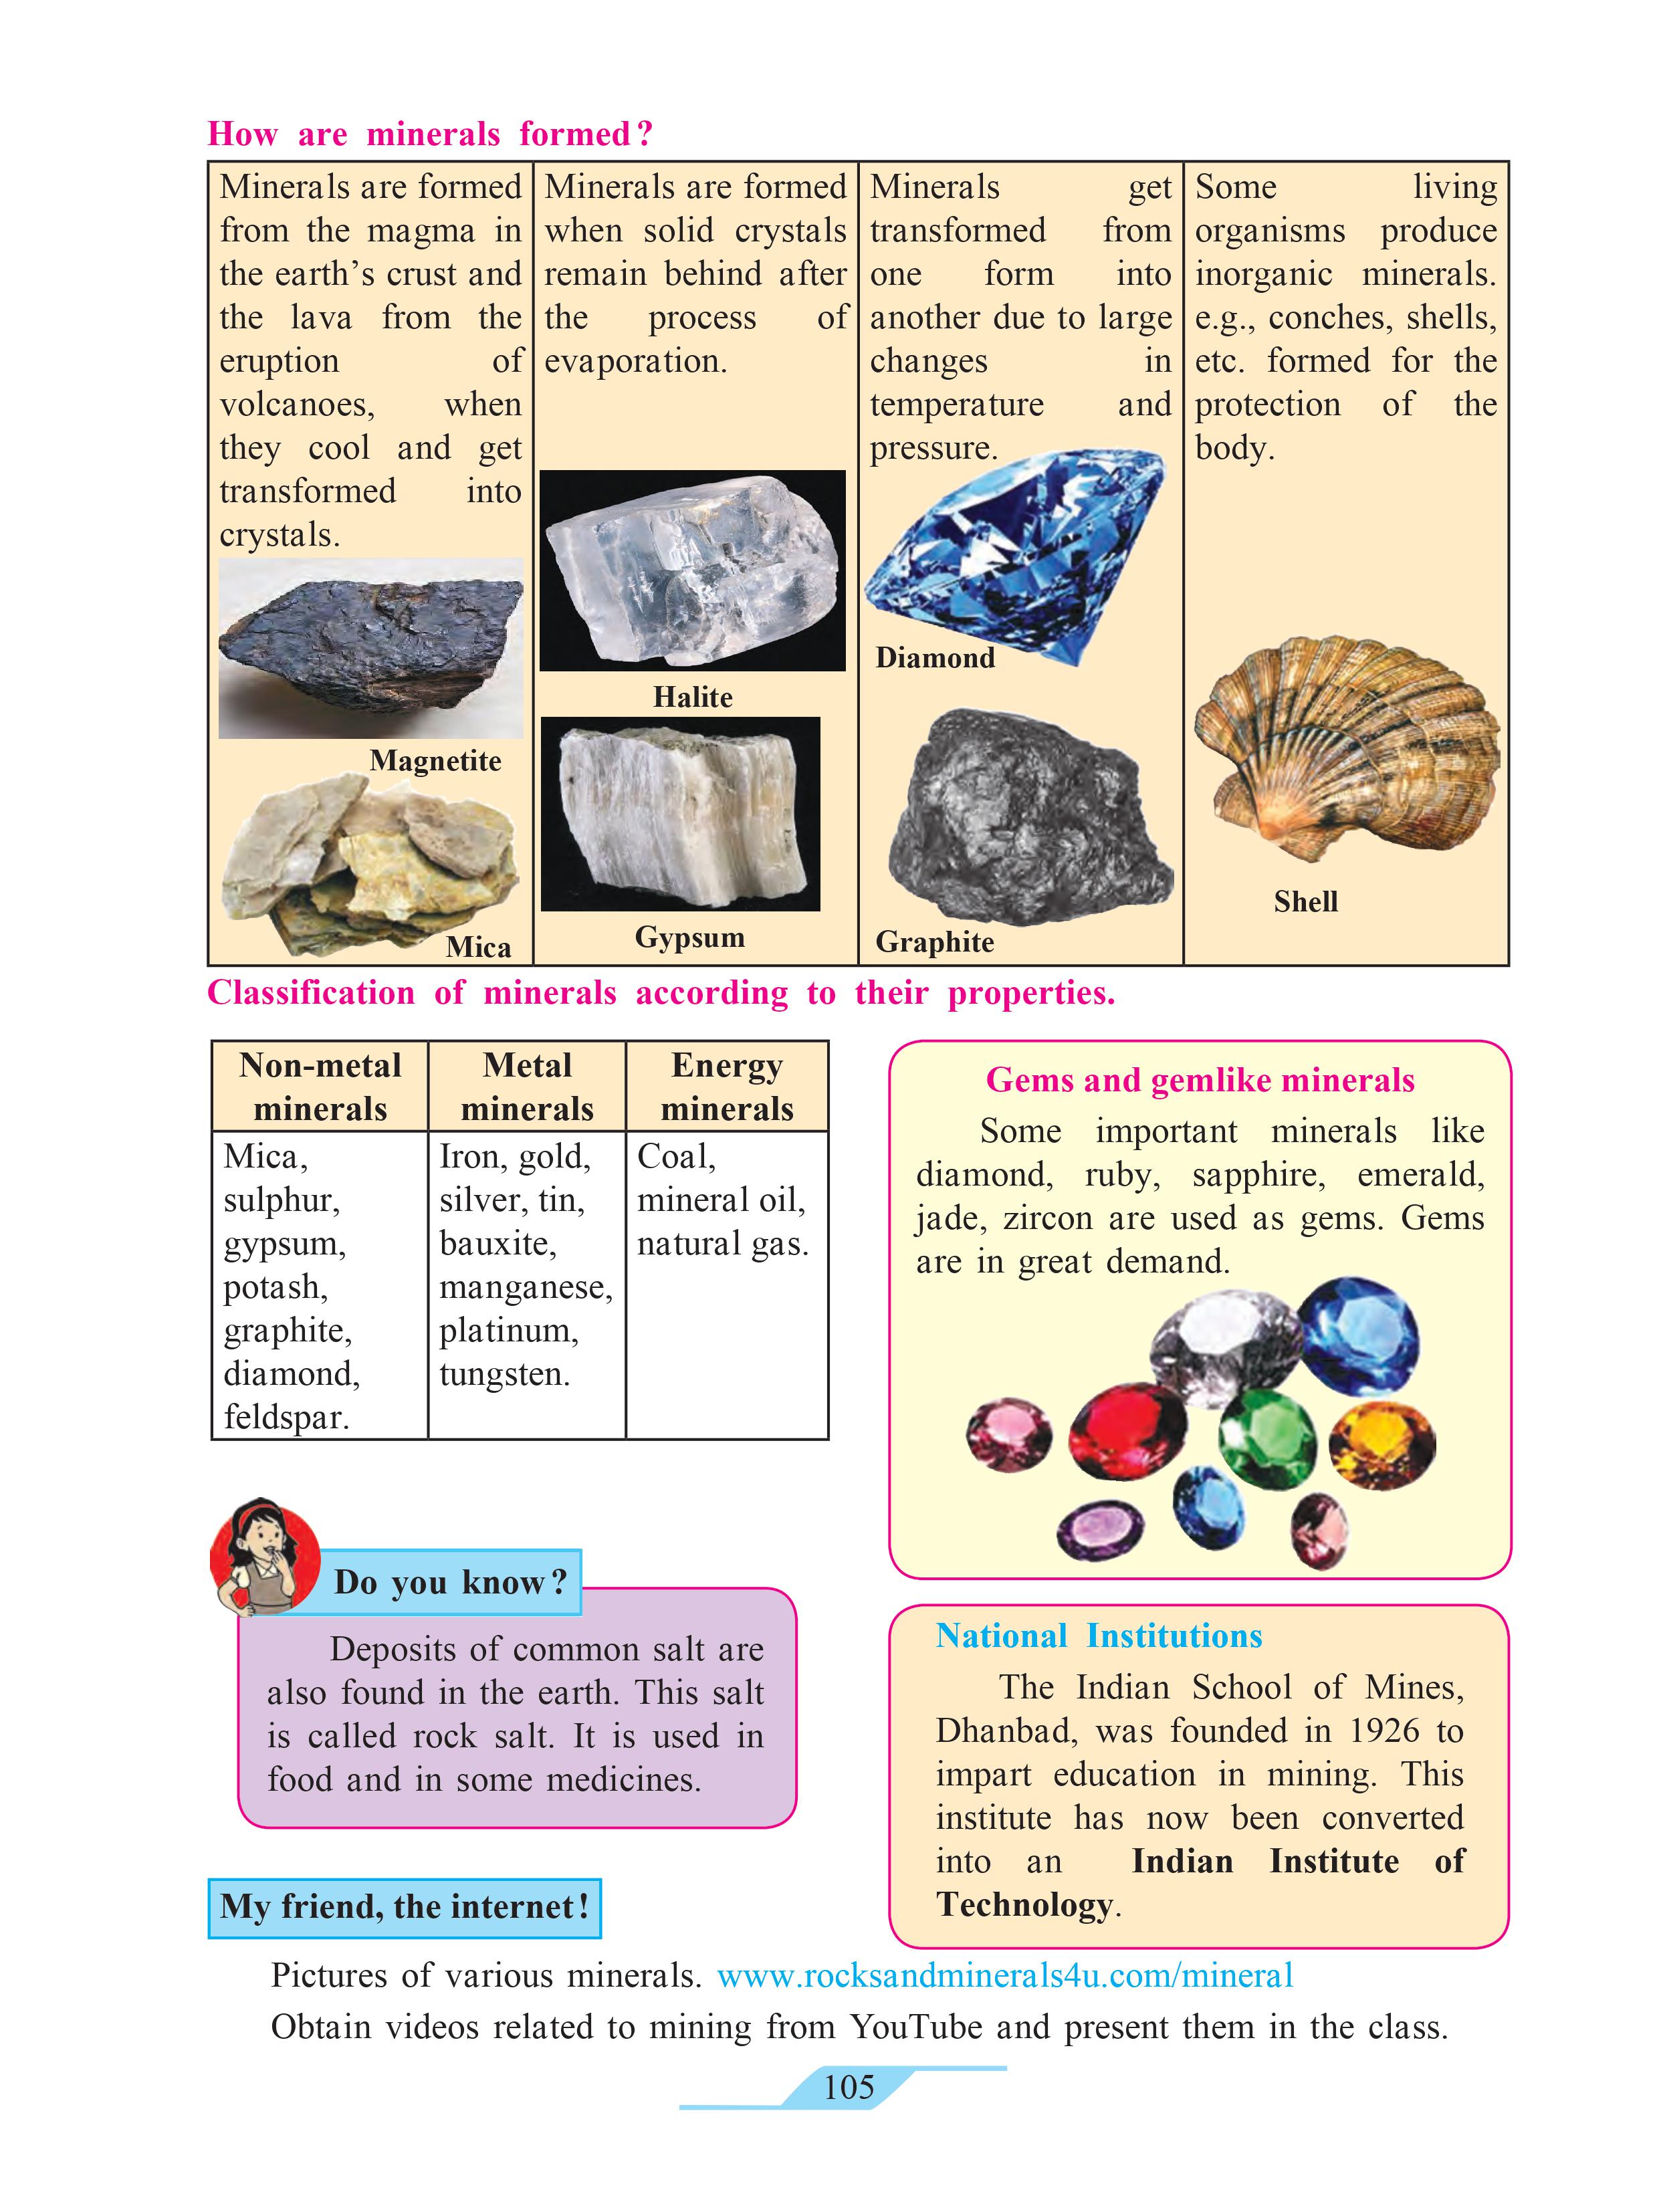 How are minerals formed?
Minerals are formed
from the magma in
the earth's crust and
the lava from the
eruption of
volcanoes, when
they cool and get
transformed into
crystals.
Magnetite
Mica
Minerals are formed
when solid crystals
remain behind after
the process of
evaporation.
Halite
Gypsum
Minerals get
transformed from
one form into
another due to large
changes in
temperature and
pressure.
Diamond
Graphite
Some living
organisms produce
inorganic minerals.
e.g., conches, shells,
etc. formed for the
protection of the
body.
Shell
Classification of minerals according to their properties.
Non-metal
minerals
Metal
minerals
Energy
minerals
Mica,
sulphur,
gypsum,
potash,
graphite,
diamond,
feldspar.
Iron, gold,
silver, tin,
bauxite,
manganese,
platinum,
tungsten.
Coal,
mineral oil,
natural gas.
Gems and gemlike minerals
Some important minerals like
diamond, ruby, sapphire, emerald,
jade, zircon are used as gems. Gems
are in great demand.
Do you know?
Deposits of common salt are
also found in the earth. This salt
is called rock salt. It is used in
food and in some medicines.
National Institutions
The Indian School of Mines,
Dhanbad, was founded in 1926 to
impart education in mining. This
institute has now been converted
into an Indian Institute of
Technology.
My friend, the internet!
Pictures of various minerals. www.rocksandminerals4u.com/mineral
Obtain videos related to mining from YouTube and present them in the class.
105